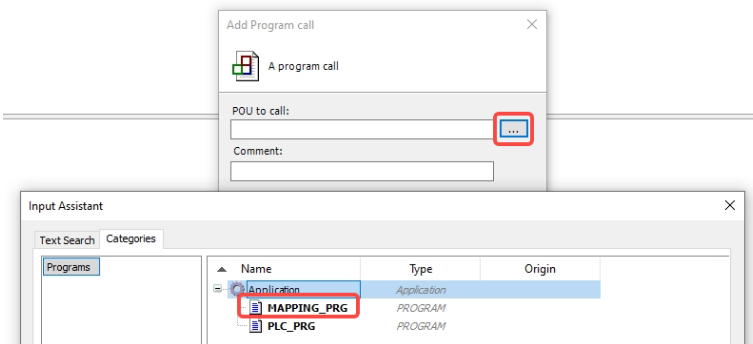 Add Program call
A program call
POU to call:
...
Comment:
Input Assistant
Text Search Categories
Programs
Name Type Origin
Application Application
MAPPING_PRG PROGRAM
PLC_PRG PROGRAM